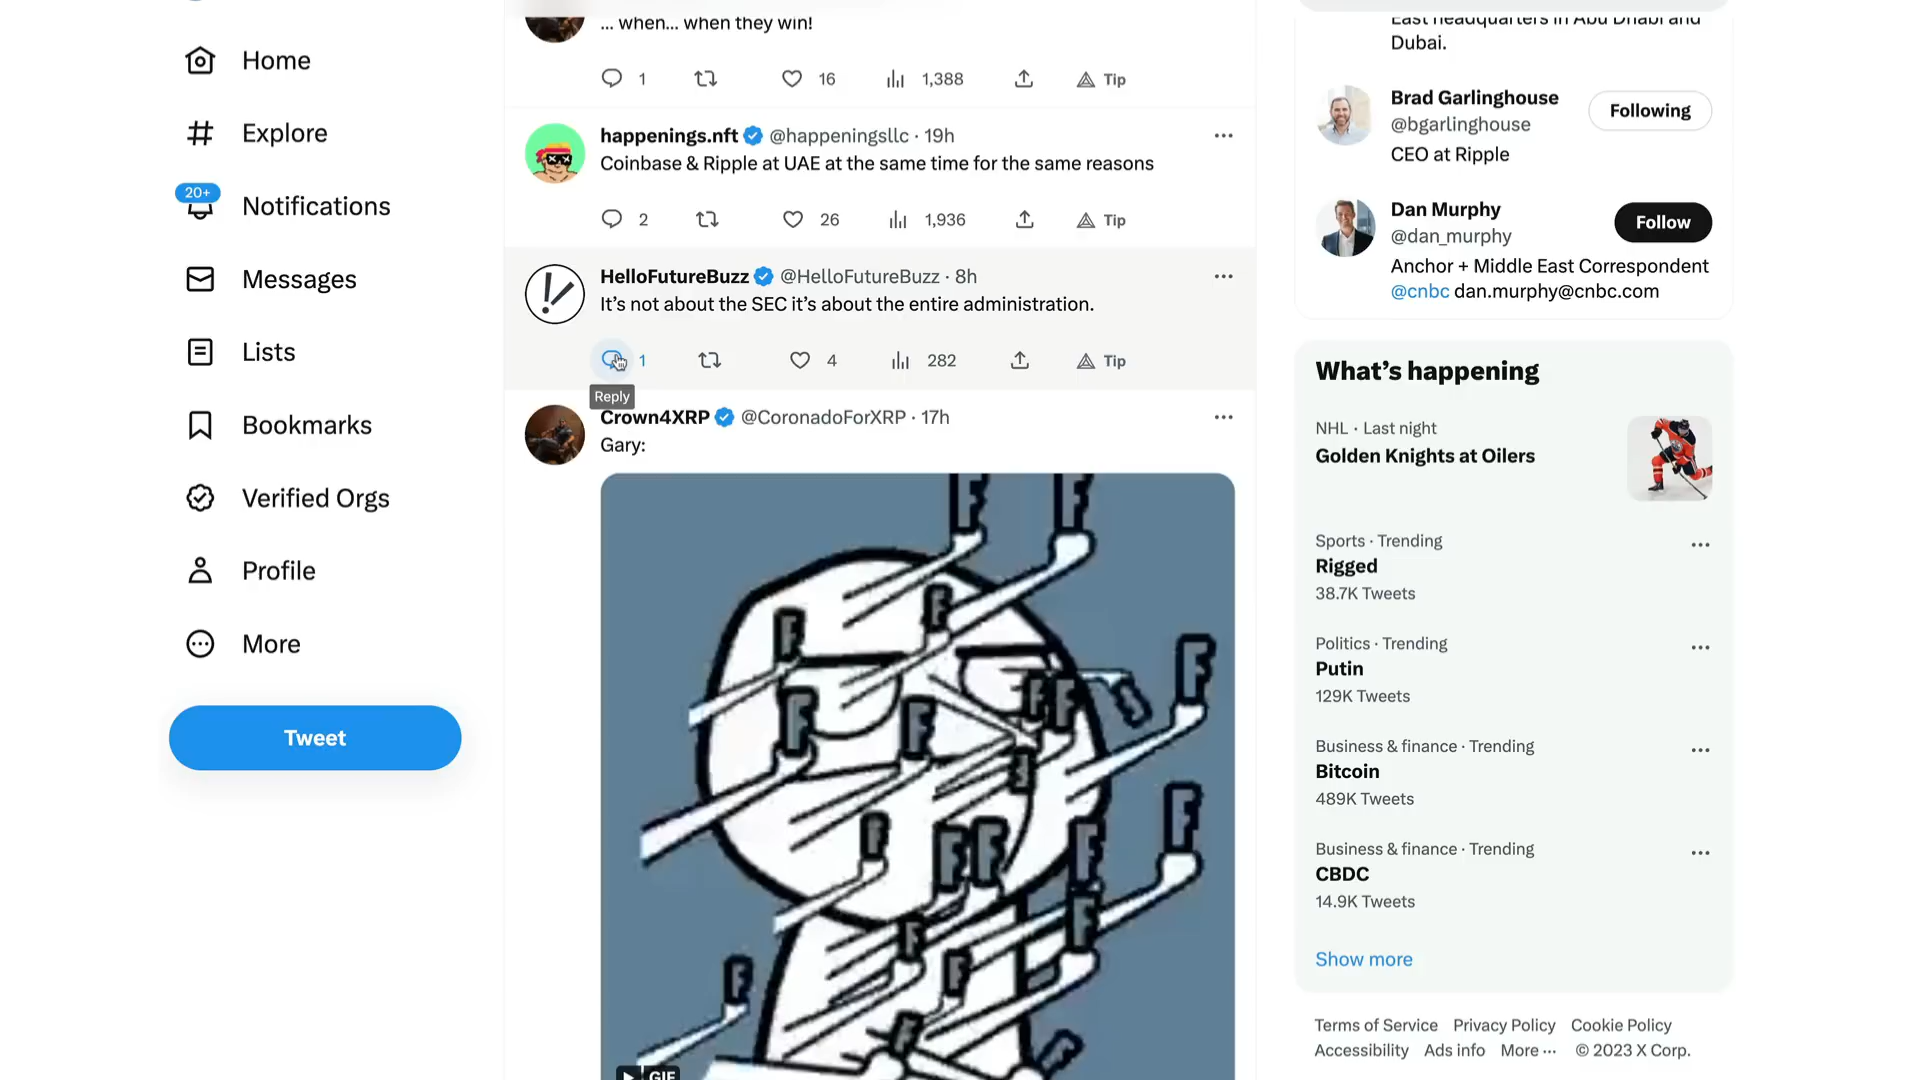 Home
Explore
20+
Notifications
Messages
Lists
Bookmarks
Verified Orgs
Profile
More
Tweet
... when... when they win!
1
16
1,388
Tip
happenings.nft @happeningsllc · 19h
Coinbase & Ripple at UAE at the same time for the same reasons
2
26
1,936
Tip
HelloFutureBuzz @HelloFutureBuzz · 8h
It's not about the SEC it's about the entire administration.
1
4
282
Tip
Reply
Crown4XRP @CoronadoForXRP · 17h
Gary:
F F
F F
F
F F
F F
F
F
F F F
F
F
F F
F
F
GIF
East headquarters in Abu Dhabi and
Dubai.
Brad Garlinghouse
@bgarlinghouse
Following
CEO at Ripple
Dan Murphy
@dan_murphy
Follow
Anchor + Middle East Correspondent
@cnbc dan.murphy@cnbc.com
What's happening
NHL · Last night
Golden Knights at Oilers
Sports · Trending
Rigged
38.7K Tweets
Politics · Trending
Putin
129K Tweets
Business & finance · Trending
Bitcoin
489K Tweets
Business & finance · Trending
CBDC
14.9K Tweets
Show more
Terms of Service Privacy Policy Cookie Policy
Accessibility Ads info More ··· © 2023 X Corp.